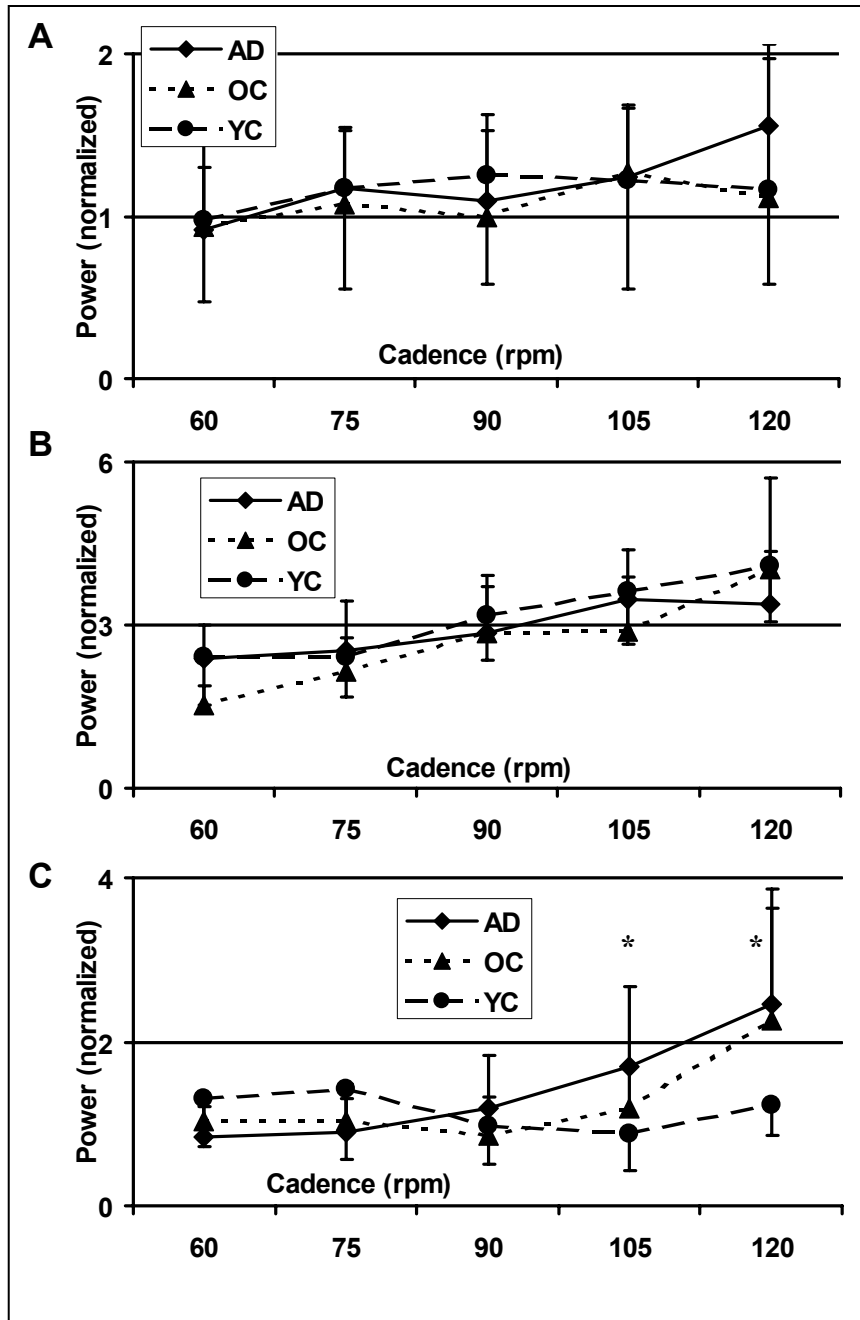 A
AD
OC
YC
Power (normalized)
2
1
0
Cadence (rpm)
60 75 90 105 120
B
AD
OC
YC
Power (normalized)
6
3
0
Cadence (rpm)
60 75 90 105 120
C
AD
OC
YC
Power (normalized)
4
2
0
* *
Cadence (rpm)
60 75 90 105 120